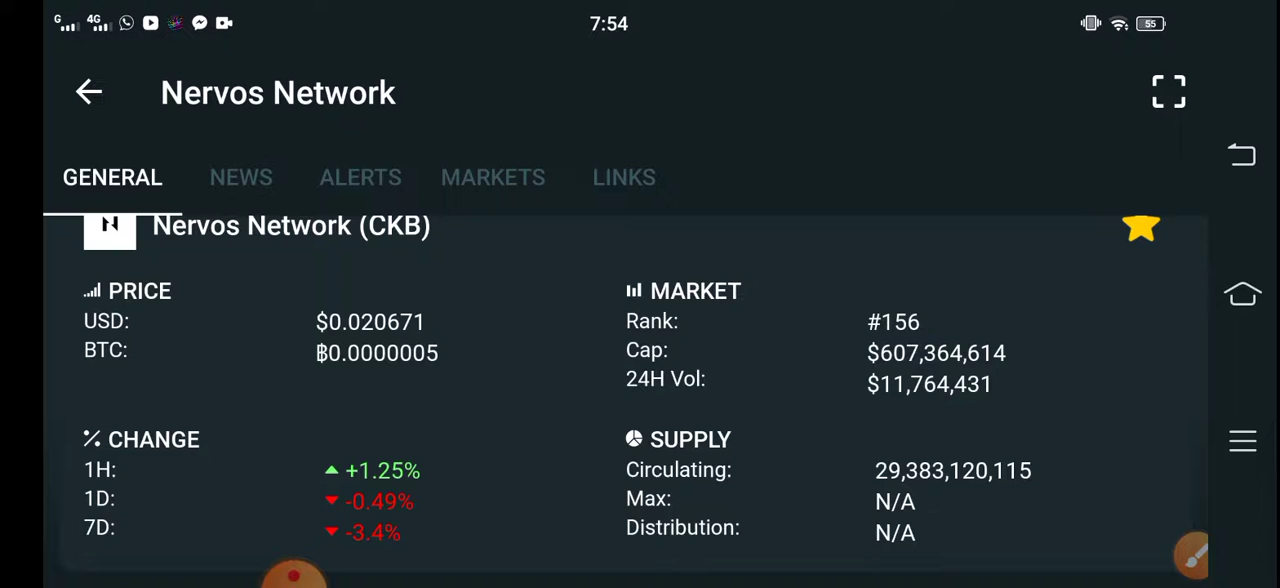 G 4G 7:54 55
Nervos Network
GENERAL NEWS ALERTS MARKETS LINKS
Nervos Network (CKB)
PRICE
USD: $0.020671
BTC: ฿0.0000005
MARKET
Rank: #156
Cap: $607,364,614
24H Vol: $11,764,431
CHANGE
1H: +1.25%
1D: -0.49%
7D: -3.4%
SUPPLY
Circulating: 29,383,120,115
Max: N/A
Distribution: N/A